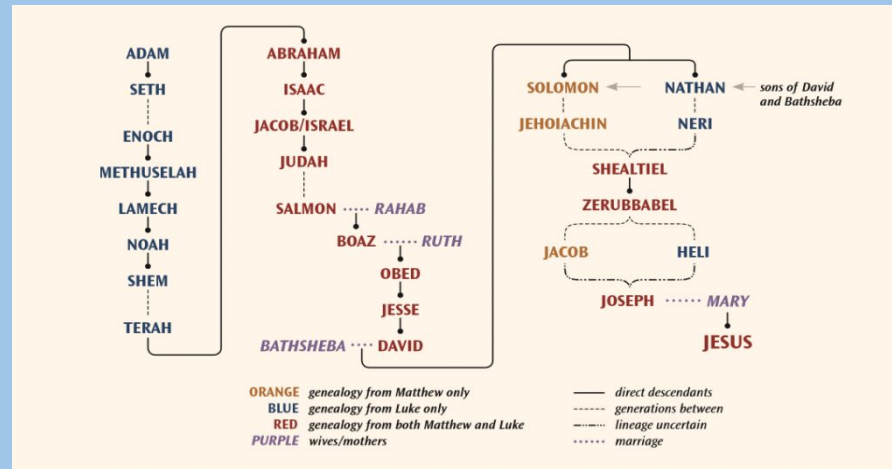 ADAM
SETH
ENOCH
METHUSELAH
LAMECH
NOAH
SHEM
TERAH
ABRAHAM
ISAAC
JACOB/ISRAEL
JUDAH
SALMON RAHAB
BOAZ RUTH
OBED
JESSE
BATHSHEBA DAVID
SOLOMON NATHAN sons of David
and Bathsheba
JEHOIACHIN NERI
SHEALTIEL
ZERUBBABEL
JACOB HELI
JOSEPH MARY
JESUS
ORANGE genealogy from Matthew only
BLUE genealogy from Luke only
RED genealogy from both Matthew and Luke
PURPLE wives/mothers
direct descendants
generations between
lineage uncertain
marriage